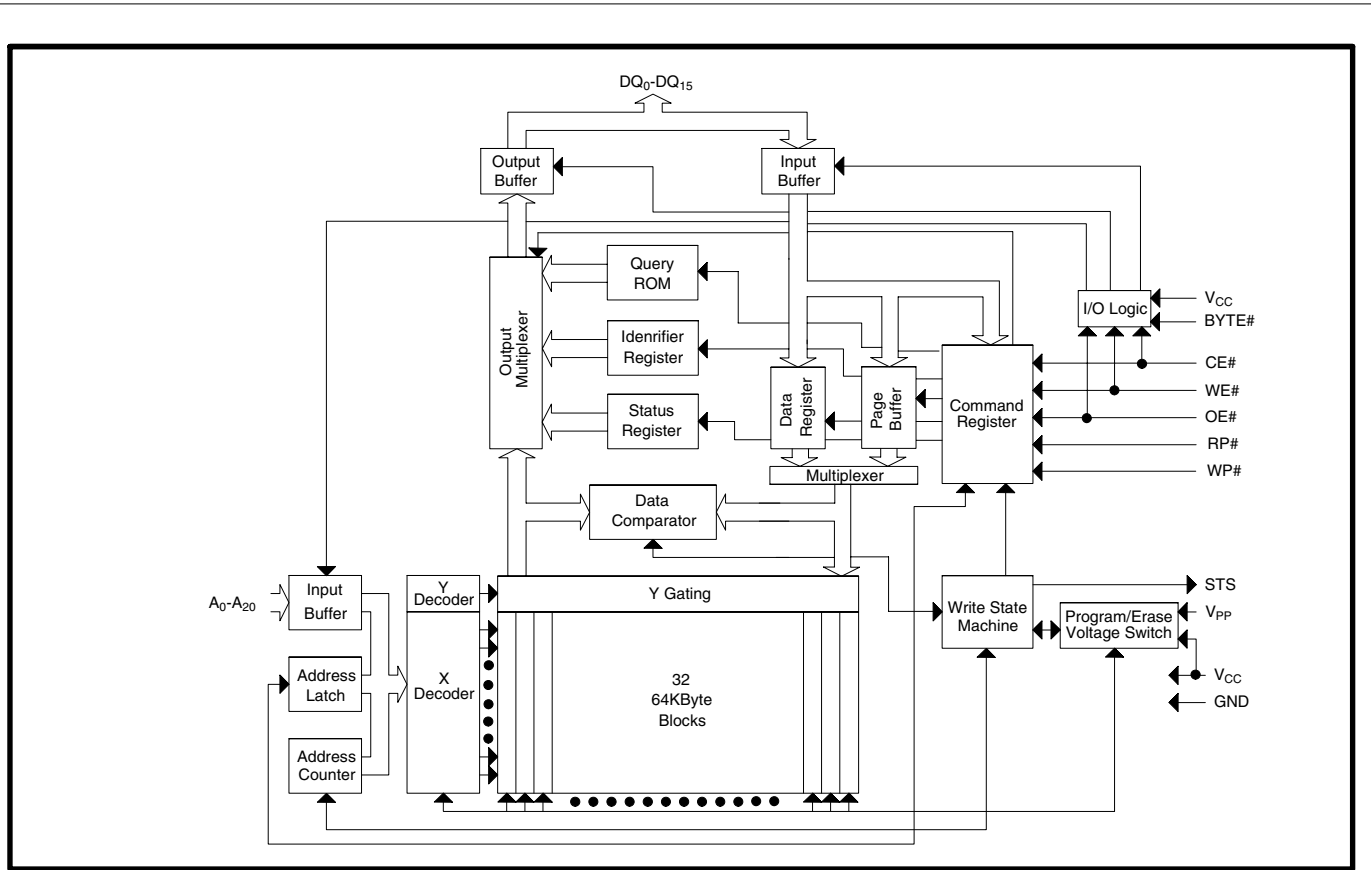 DQ0-DQ15
Output
Buffer
Input
Buffer
Query
ROM
I/O Logic
VCC
BYTE#
Output
Multiplexer
Idenrifier
Register
CE#
WE#
OE#
RP#
WP#
Status
Register
Data
Register
Page
Buffer
Command
Register
Multiplexer
Data
Comparator
A0-A20
Input
Buffer
Y
Decoder
Y Gating
Write State
Machine
STS
VPP
Program/Erase
Voltage Switch
VCC
GND
Address
Latch
X
Decoder
32
64KByte
Blocks
Address
Counter